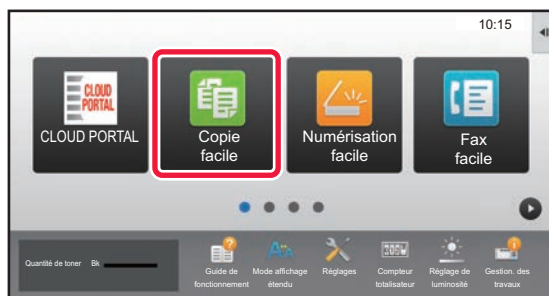 10:15
CLOUD
PORTAL
CLOUD PORTAL
Copie
facile
Numérisation
facile
Fax
facile
Quantité de toner Bk
Guide de
fonctionnement
Mode affichage
étendu
Réglages
Compteur
totalisateur
Réglage de
luminosité
Gestion. des
travaux